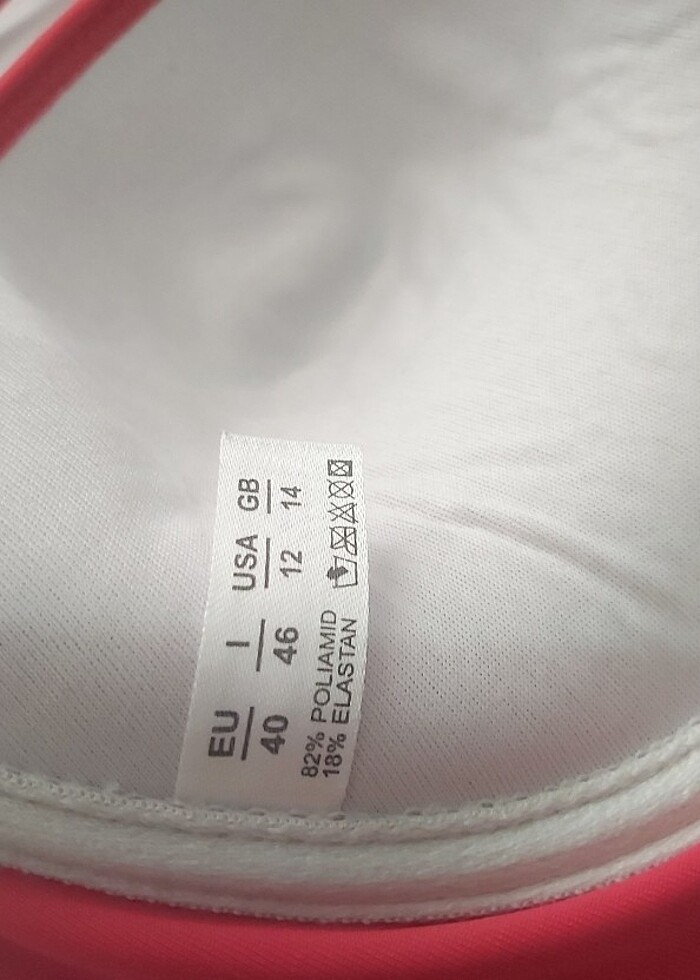 EU I USA GB
40 46 12 14
82% POLIAMID
18% ELASTAN